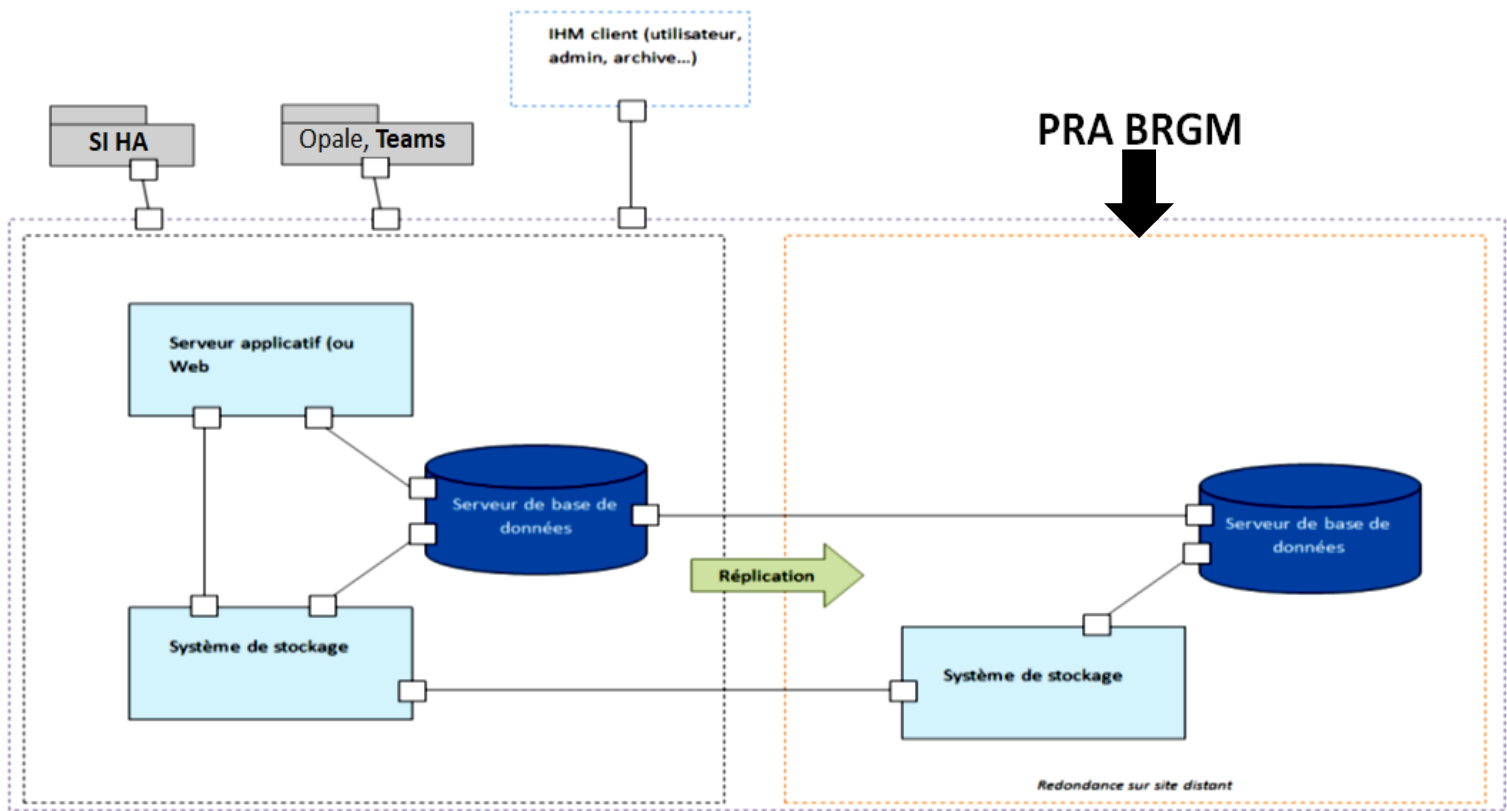 IHM client (utilisateur,
admin, archive...)
SI HA
Opale, Teams
PRA BRGM
Serveur applicatif (ou
Web
Serveur de base de
données
Serveur de base de
données
Réplication
Système de stockage
Système de stockage
Redondance sur site distant